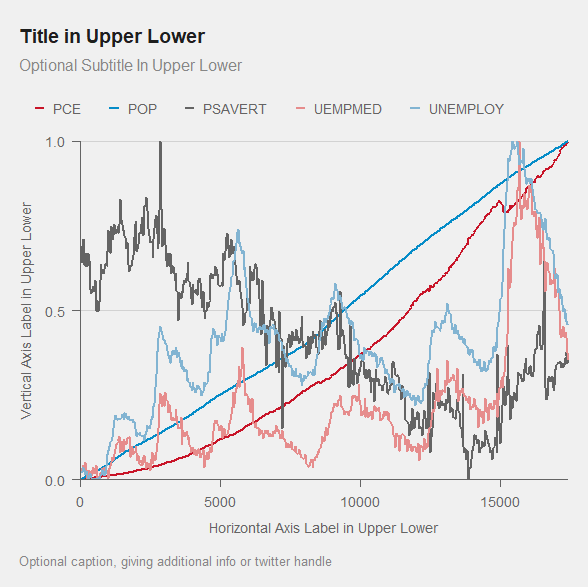 Title in Upper Lower
Optional Subtitle In Upper Lower
PCE POP PSAVERT UEMPMED UNEMPLOY
1.0
0.5
0.0
Vertical Axis Label in Upper Lower
0 5000 10000 15000
Horizontal Axis Label in Upper Lower
Optional caption, giving additional info or twitter handle